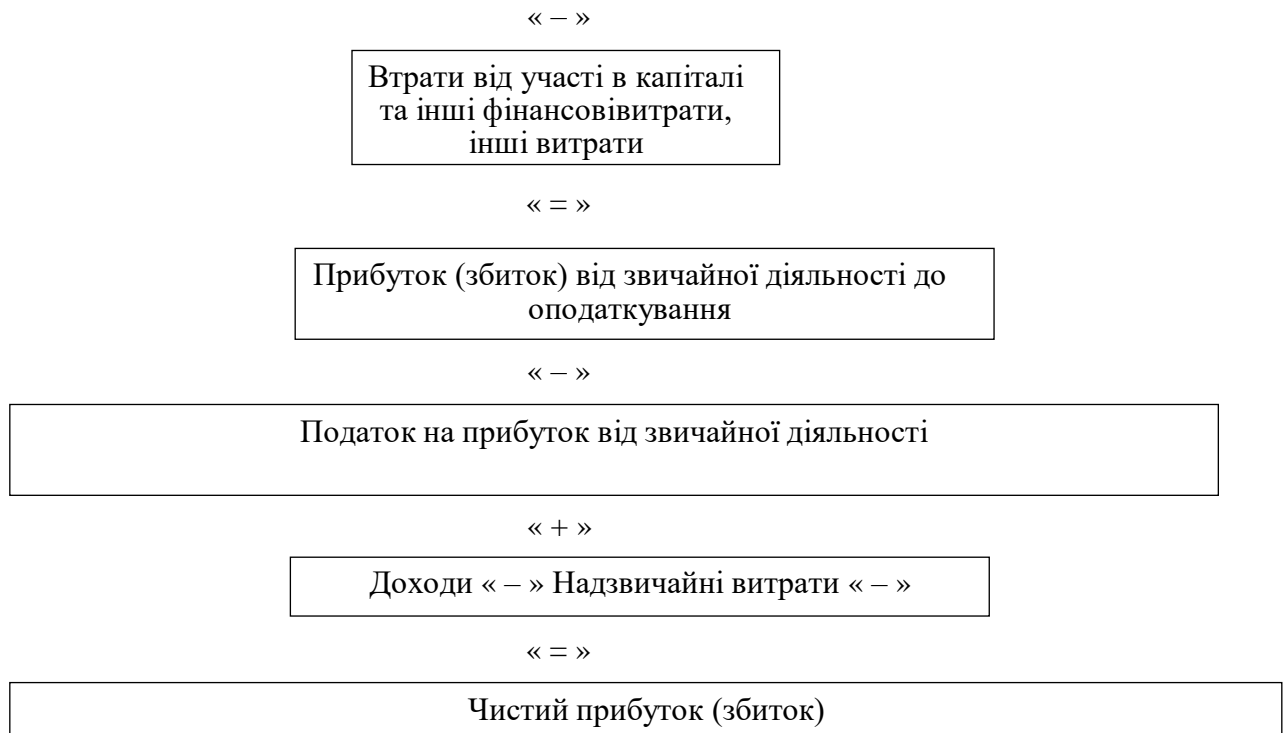 « – »
Втрати від участі в капіталі
та інші фінансовівитрати,
інші витрати
« = »
Прибуток (збиток) від звичайної діяльності до
оподаткування
« – »
Податок на прибуток від звичайної діяльності
« + »
Доходи « – » Надзвичайні витрати « – »
« = »
Чистий прибуток (збиток)